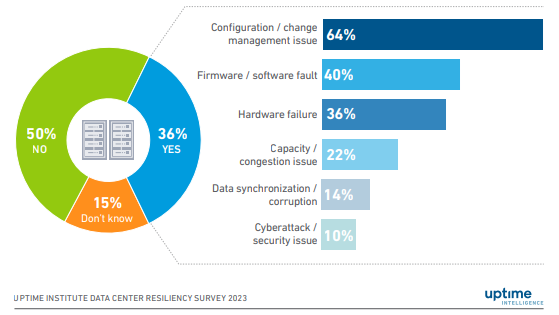 50%
NO
36%
YES
15%
Don't know
Configuration / change
management issue
64%
Firmware / software fault
40%
Hardware failure
36%
Capacity /
congestion issue
22%
Data synchronization /
corruption
14%
Cyberattack /
security issue
10%
UPTIME INSTITUTE DATA CENTER RESILIENCY SURVEY 2023
uptime
INTELLIGENCE